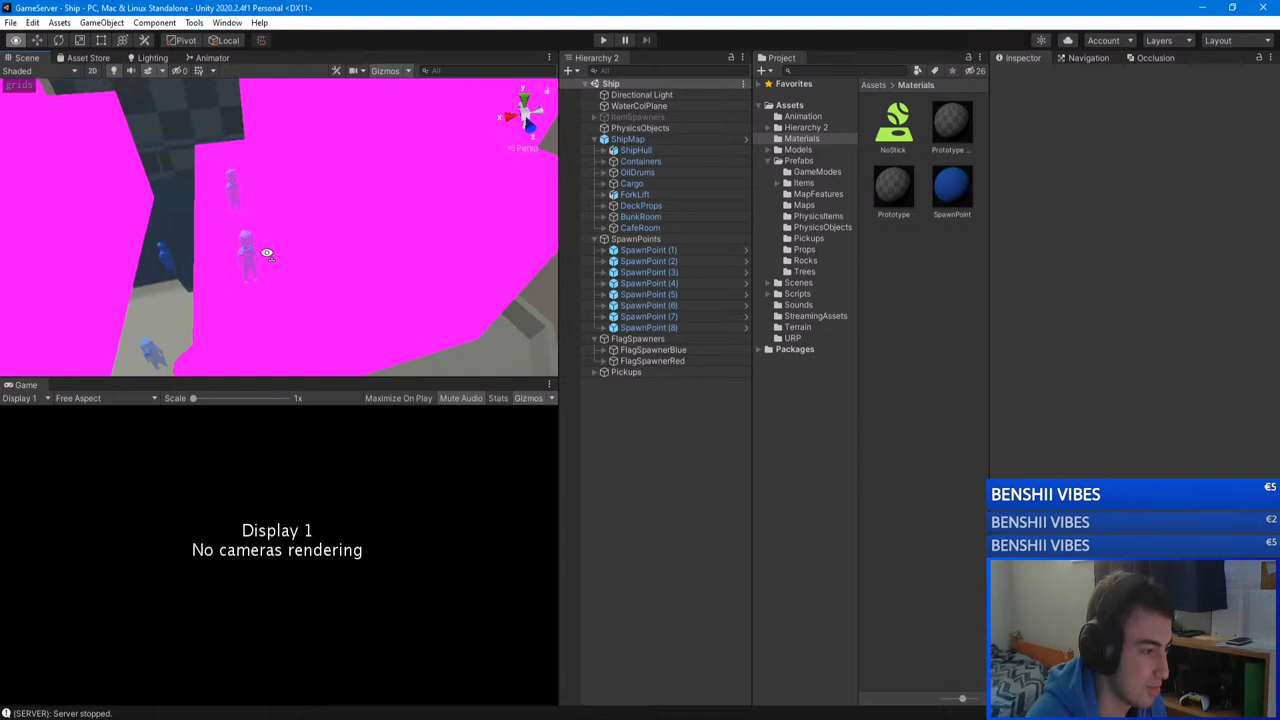 GameServer - Ship - PC, Mac & Linux Standalone - Unity 2020.2.4f1 Personal <DX11>
File Edit Assets GameObject Component Tools Window Help
Pivot Local Account Layers Layout
Scene Asset Store Lighting Animator
Shaded 2D 0 Gizmos All
grids
y
x
z
Persp
Game
Display 1 Free Aspect Scale 1x Maximize On Play Mute Audio Stats Gizmos
Display 1
No cameras rendering
(SERVER): Server stopped.
Hierarchy 2
All
Ship
Directional Light
WaterColPlane
ItemSpawners
PhysicsObjects
ShipMap
ShipHull
Containers
OilDrums
Cargo
ForkLift
DeckProps
BunkRoom
CafeRoom
SpawnPoints
SpawnPoint (1)
SpawnPoint (2)
SpawnPoint (3)
SpawnPoint (4)
SpawnPoint (5)
SpawnPoint (6)
SpawnPoint (7)
SpawnPoint (8)
FlagSpawners
FlagSpawnerBlue
FlagSpawnerRed
Pickups
Project
26
Favorites
Assets
Animation
Hierarchy 2
Materials
Models
Prefabs
GameModes
Items
MapFeatures
Maps
PhysicsItems
PhysicsObjects
Pickups
Props
Rocks
Trees
Scenes
Scripts
Sounds
StreamingAssets
Terrain
URP
Packages
Assets Materials
NoStick Prototype ...
Prototype SpawnPoint
Inspector Navigation Occlusion
BENSHII VIBES €5
BENSHII VIBES €2
BENSHII VIBES €5